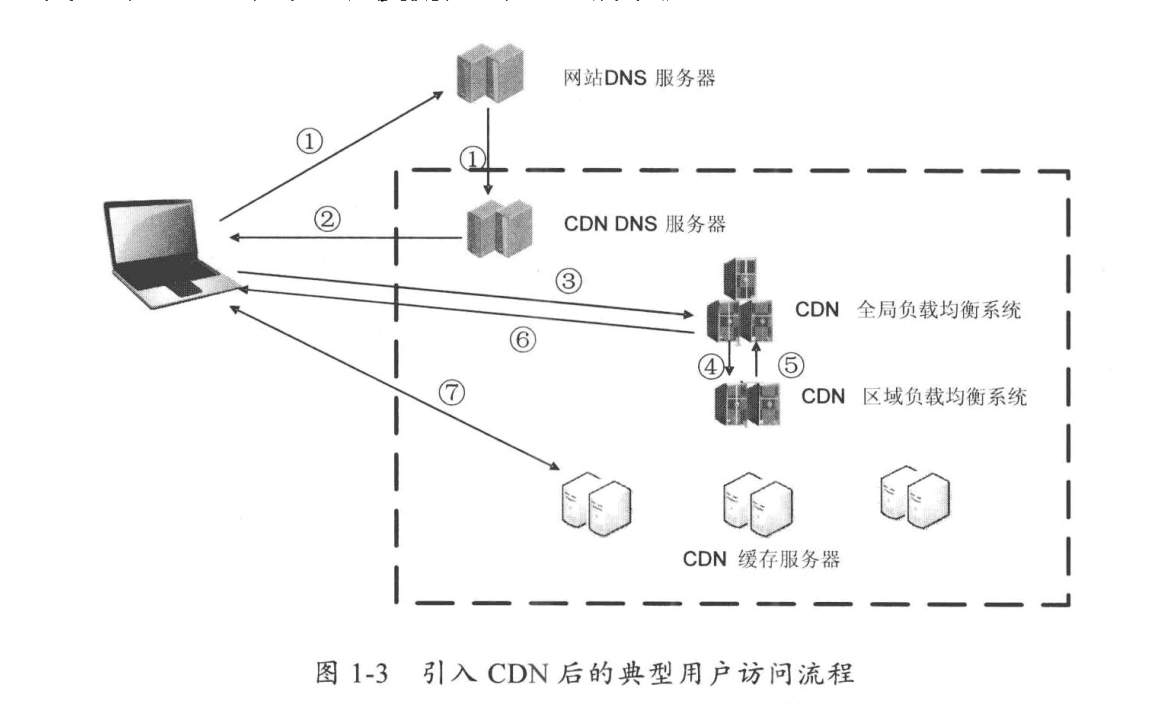 网站DNS 服务器
①
①
CDN DNS 服务器
②
③
CDN 全局负载均衡系统
⑥
④
⑤
CDN 区域负载均衡系统
⑦
CDN 缓存服务器
图 1-3 引入 CDN 后的典型用户访问流程